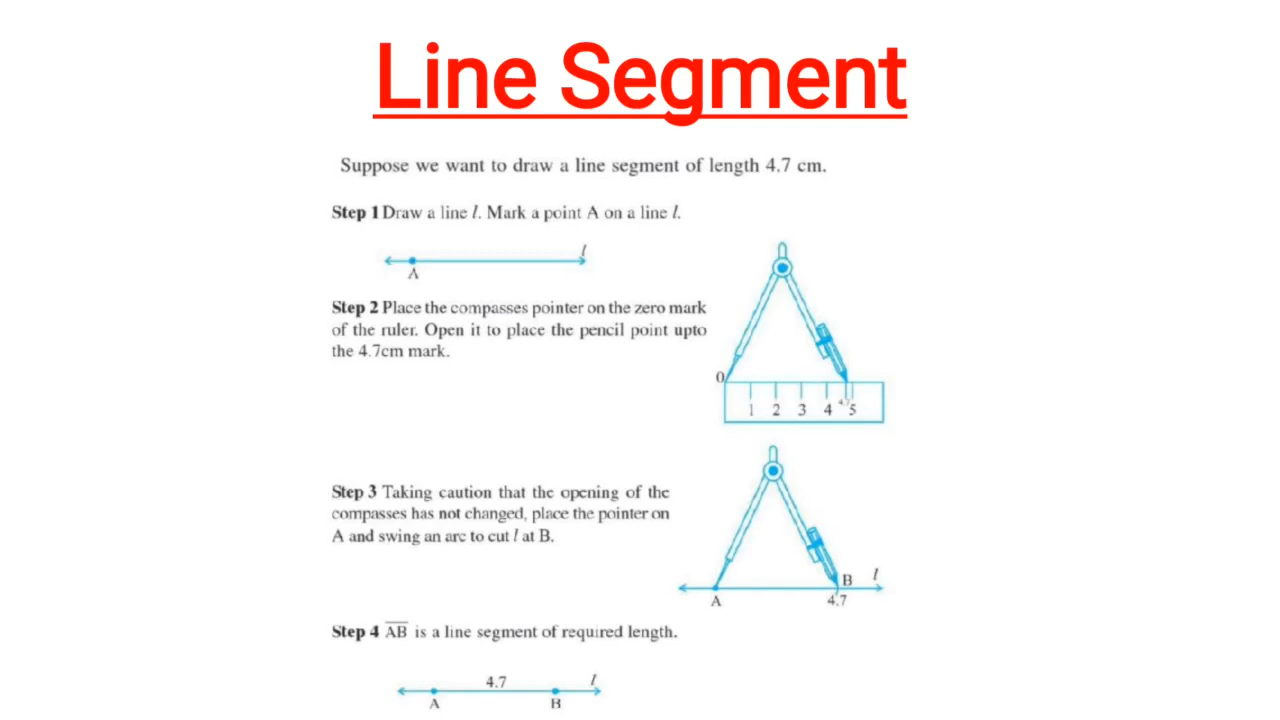 Line Segment
Suppose we want to draw a line segment of length 4.7 cm.
Step 1 Draw a line l. Mark a point A on a line l.
l
A
Step 2 Place the compasses pointer on the zero mark
of the ruler. Open it to place the pencil point upto
the 4.7cm mark.
0
1 2 3 4 4.7 5
Step 3 Taking caution that the opening of the
compasses has not changed, place the pointer on
A and swing an arc to cut l at B.
B l
A 4.7
Step 4 A̅B̅ is a line segment of required length.
4.7 l
A B